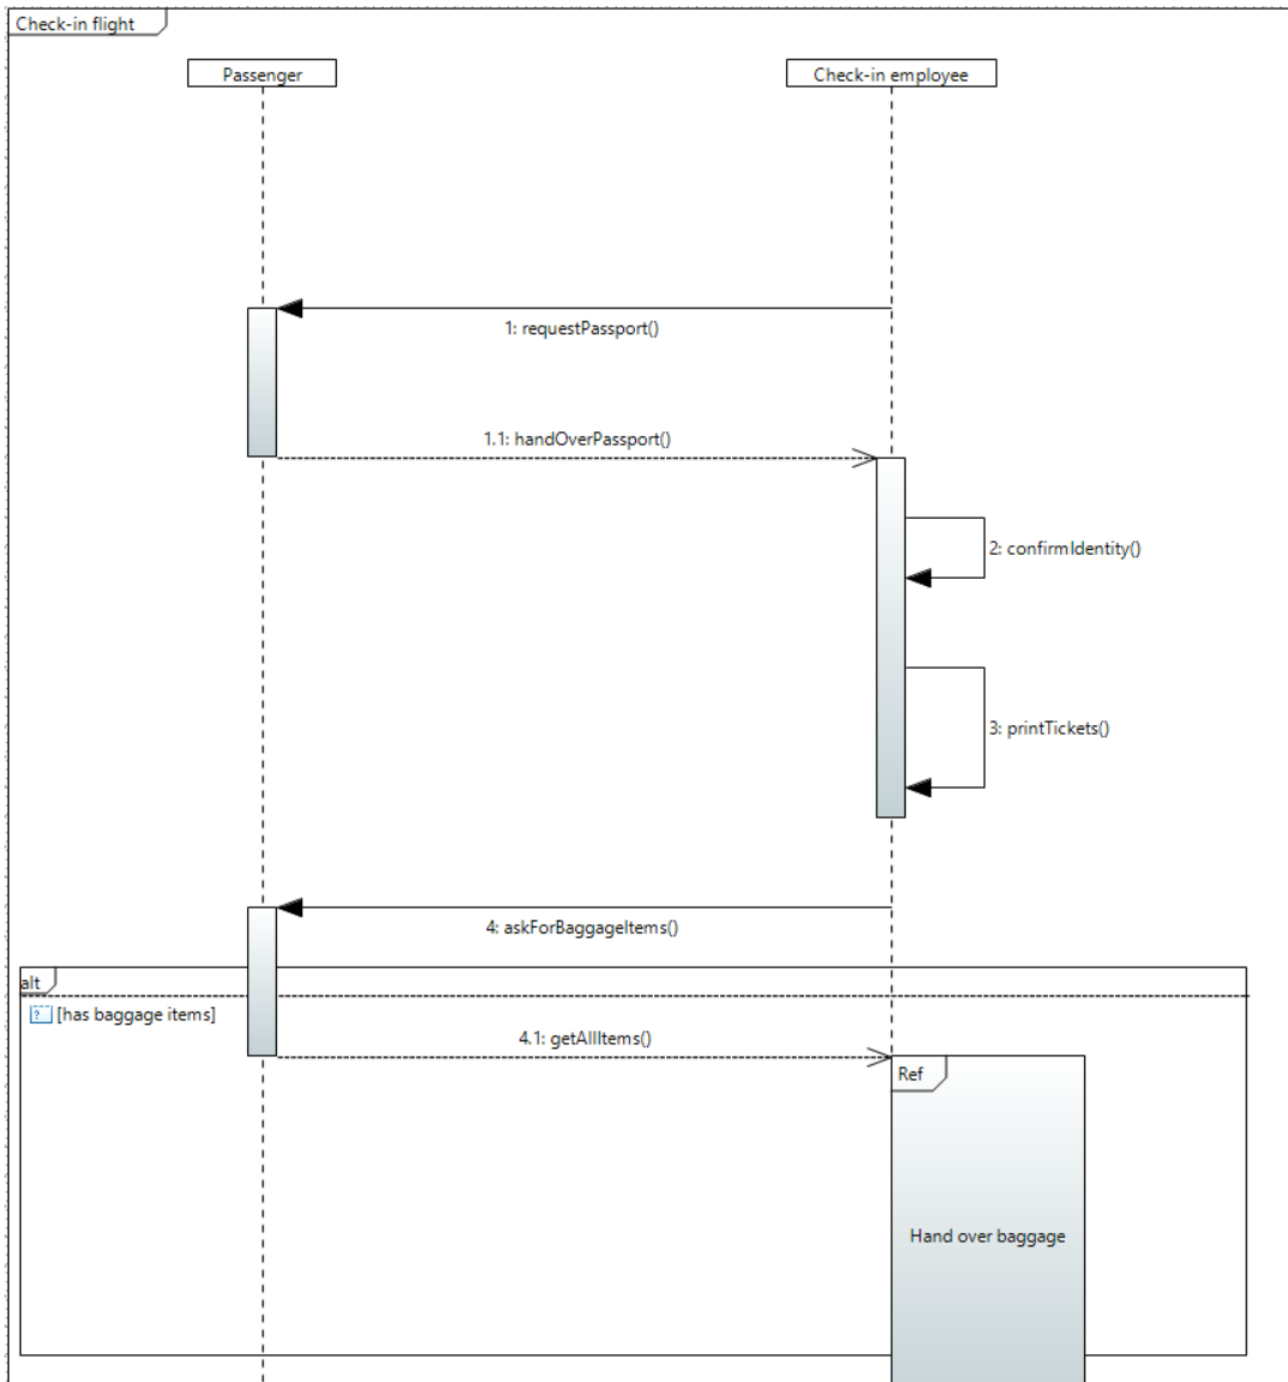 Check-in flight
Passenger
Check-in employee
1: requestPassport()
1.1: handOverPassport()
2: confirmIdentity()
3: printTickets()
4: askForBaggageItems()
alt
? [has baggage items]
4.1: getAllItems()
Ref
Hand over baggage